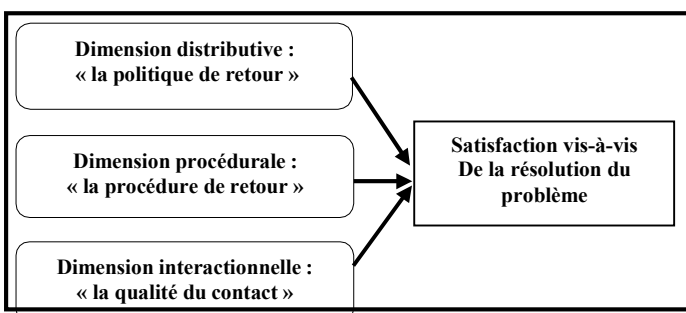 Dimension distributive :
« la politique de retour »
Dimension procédurale :
« la procédure de retour »
Dimension interactionnelle :
« la qualité du contact »
Satisfaction vis-à-vis
De la résolution du
problème